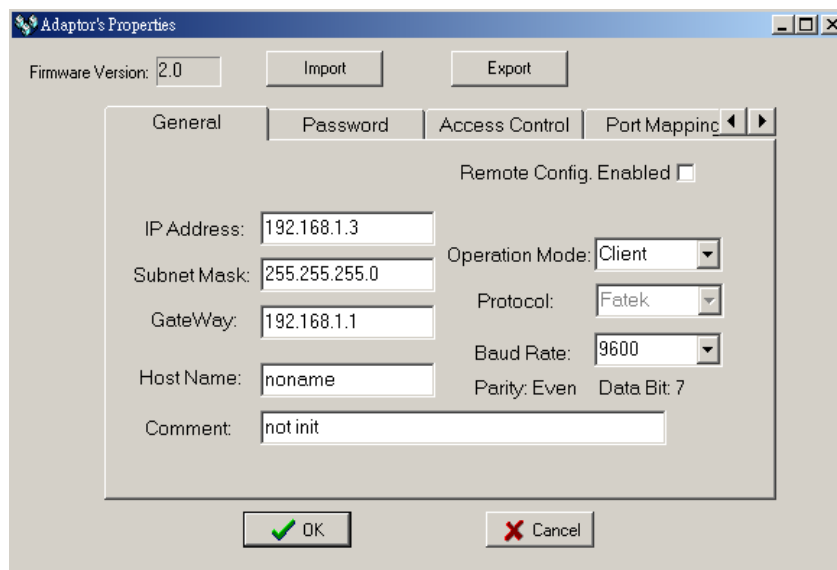 Adaptor's Properties
Firmware Version: 2.0
Import
Export
General
Password
Access Control
Port Mapping
Remote Config. Enabled
IP Address: 192.168.1.3
Operation Mode: Client
Subnet Mask: 255.255.255.0
Protocol: Fatek
GateWay: 192.168.1.1
Baud Rate: 9600
Host Name: noname
Parity: Even Data Bit: 7
Comment: not init
OK
Cancel